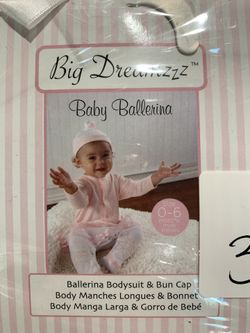 Big Dreamzzz™
Baby Ballerina
0-6
Ballerina Bodysuit & Bun Cap
Body Manches Longues & Bonnet
Body Manga Larga & Gorro de Bebé
3